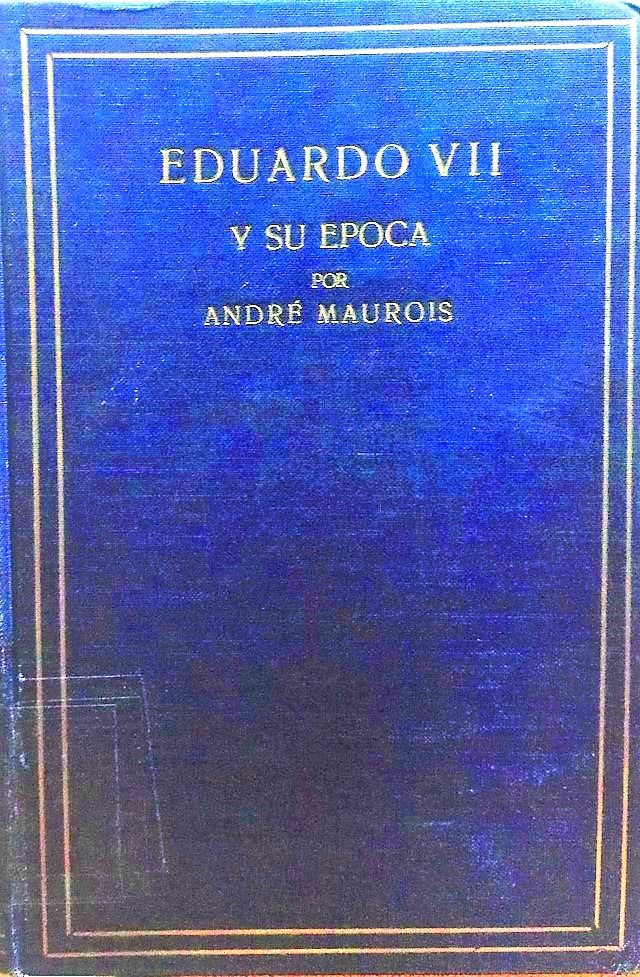 EDUARDO VII
Y SU EPOCA
POR
ANDRÉ MAUROIS